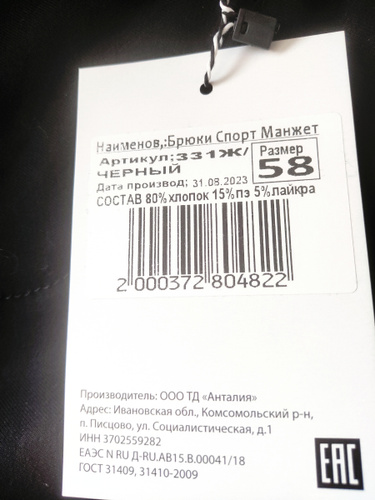 Наименов,:Брюки Спорт Манжет
Артикул:331Ж/
ЧЕРНЫЙ
Размер
58
Дата производ; 31.08.2023
СОСТАВ 80%хлопок 15%пэ 5%лайкра
2 000372 804822
Производитель: ООО ТД «Анталия»
Адрес: Ивановская обл., Комсомольский р-н,
п. Писцово, ул. Социалистическая, д.1
ИНН 3702559282
ЕАЭС N RU Д-RU.АВ15.В.00041/18
ГОСТ 31409, 31410-2009
EAC